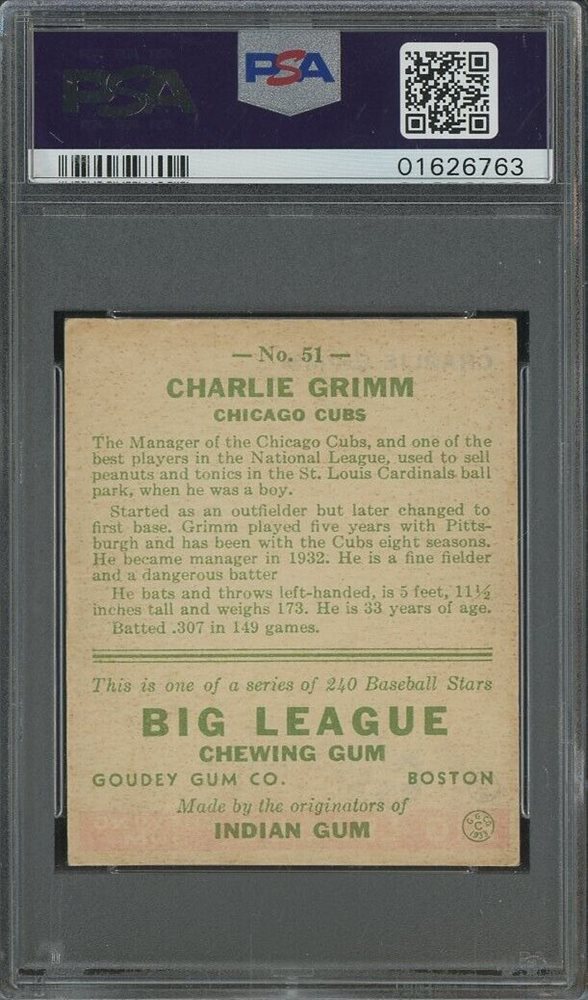 PSA
PSA
01626763
— No. 51 —
CHARLIE GRIMM
CHICAGO CUBS
The Manager of the Chicago Cubs, and one of the
best players in the National League, used to sell
peanuts and tonics in the St. Louis Cardinals ball
park, when he was a boy.
Started as an outfielder but later changed to
first base. Grimm played five years with Pitts-
burgh and has been with the Cubs eight seasons.
He became manager in 1932. He is a fine fielder
and a dangerous batter
He bats and throws left-handed, is 5 feet, 11½
inches tall and weighs 173. He is 33 years of age.
Batted .307 in 149 games.
This is one of a series of 240 Baseball Stars
BIG LEAGUE
CHEWING GUM
GOUDEY GUM CO. BOSTON
Made by the originators of
INDIAN GUM
G.G.CO.
C
1933